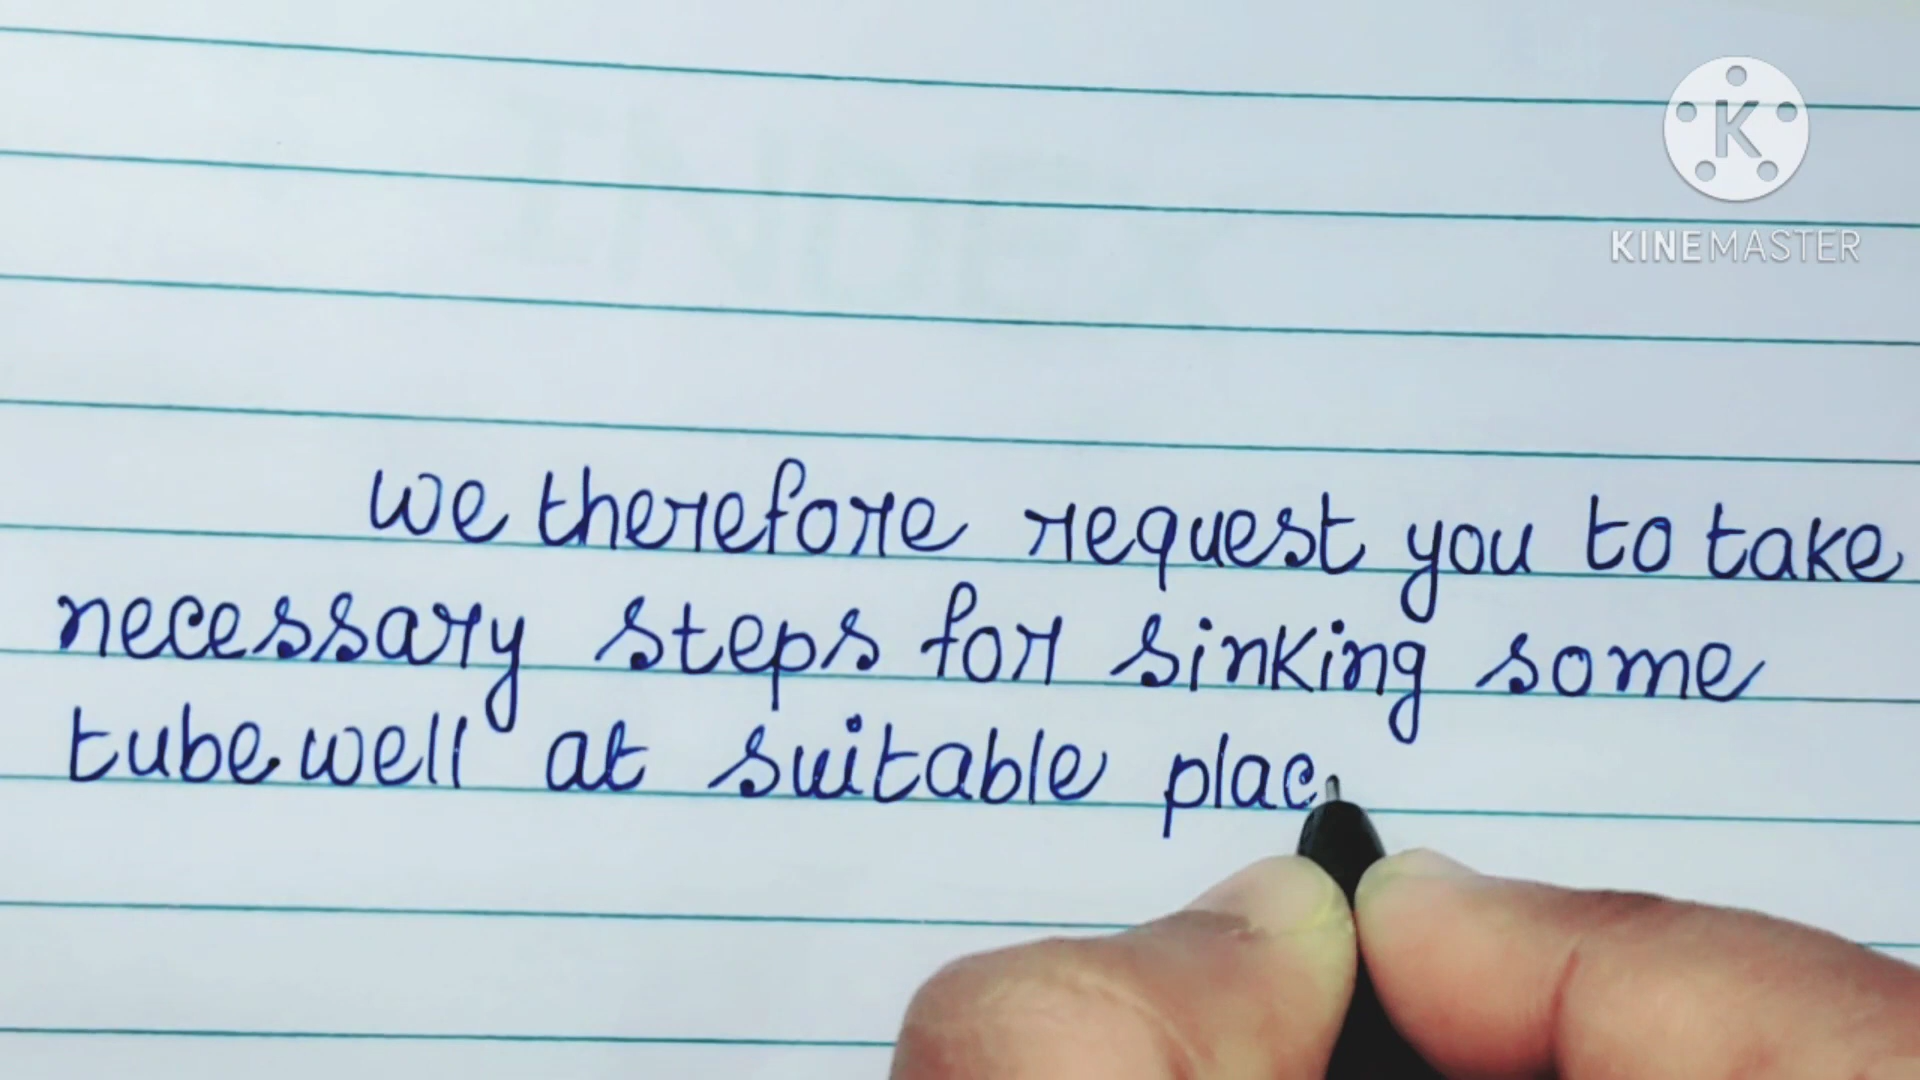 KINEMASTER
we therefore request you to take
necessary steps for sinking some
tubewell at suitable plac